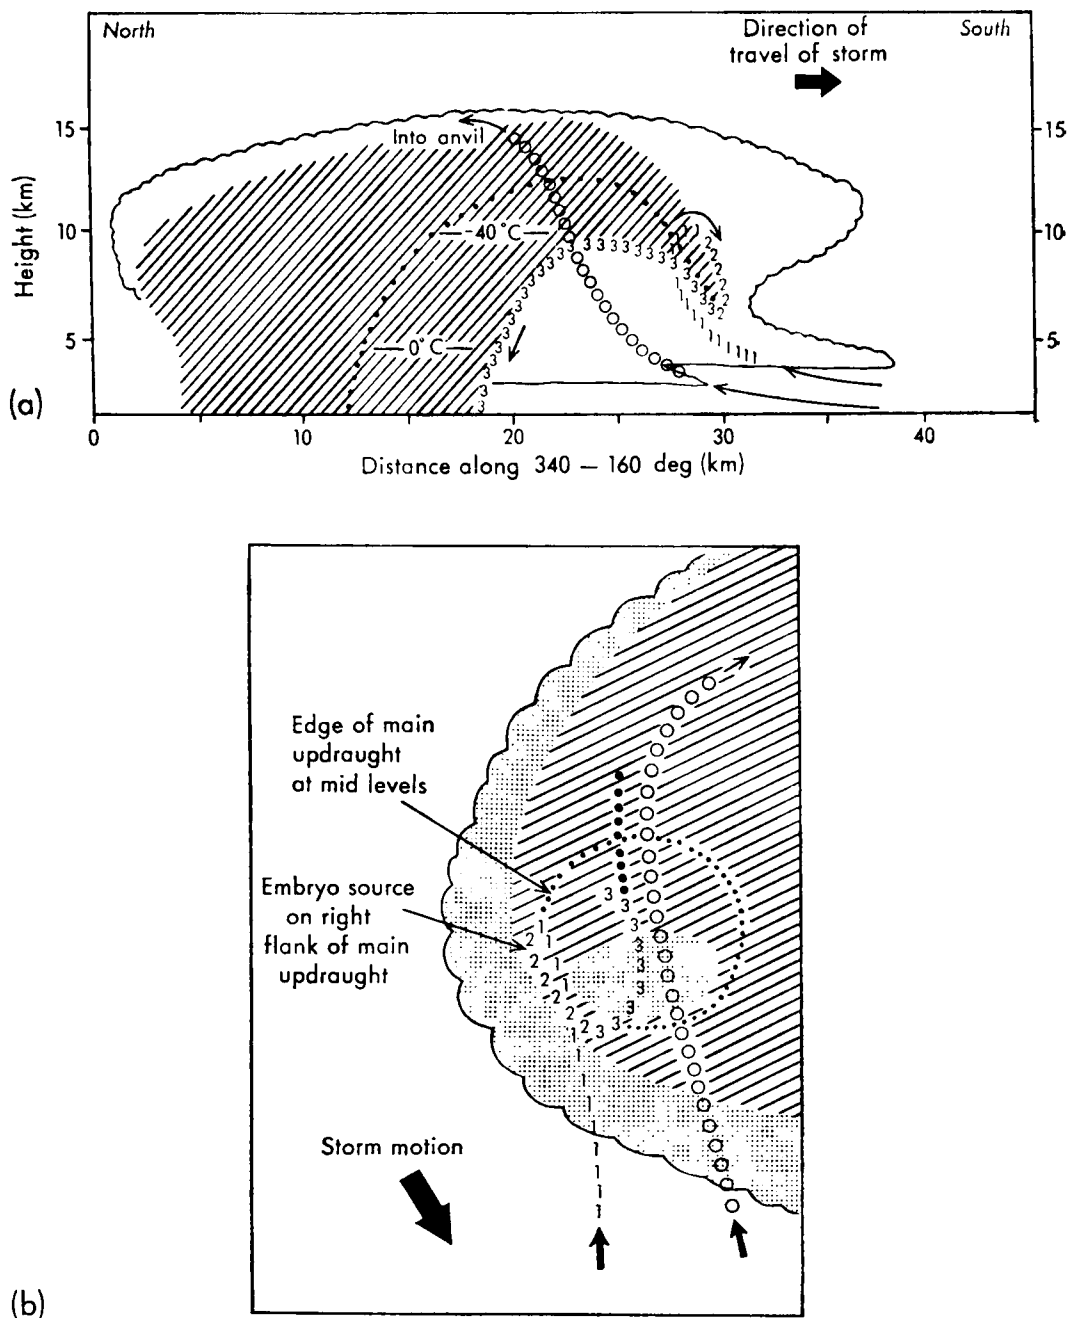 North
Direction of
travel of storm
South
15
Into anvil
15
Height (km)
10
-40°C
10
5
0°C
5
(a)
0
0
10
20
30
40
Distance along 340 — 160 deg (km)
Edge of main
updraught
at mid levels
Embryo source
on right
flank of main
updraught
Storm motion
(b)